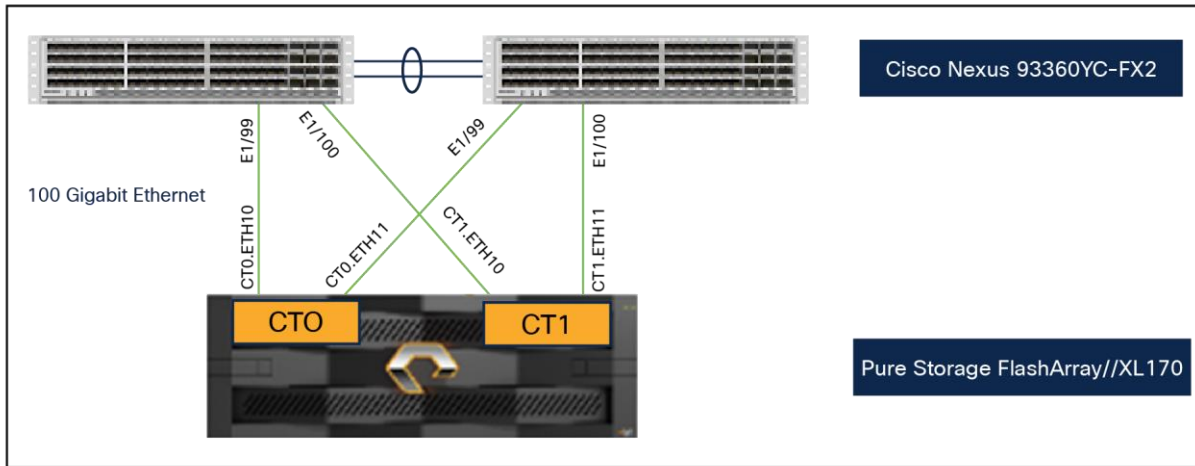 Cisco Nexus 93360YC-FX2
E1/99
E1/100
E1/99
E1/100
100 Gigabit Ethernet
CT0.ETH10
CT0.ETH11
CT1.ETH10
CT1.ETH11
CTO
CT1
Pure Storage FlashArray//XL170